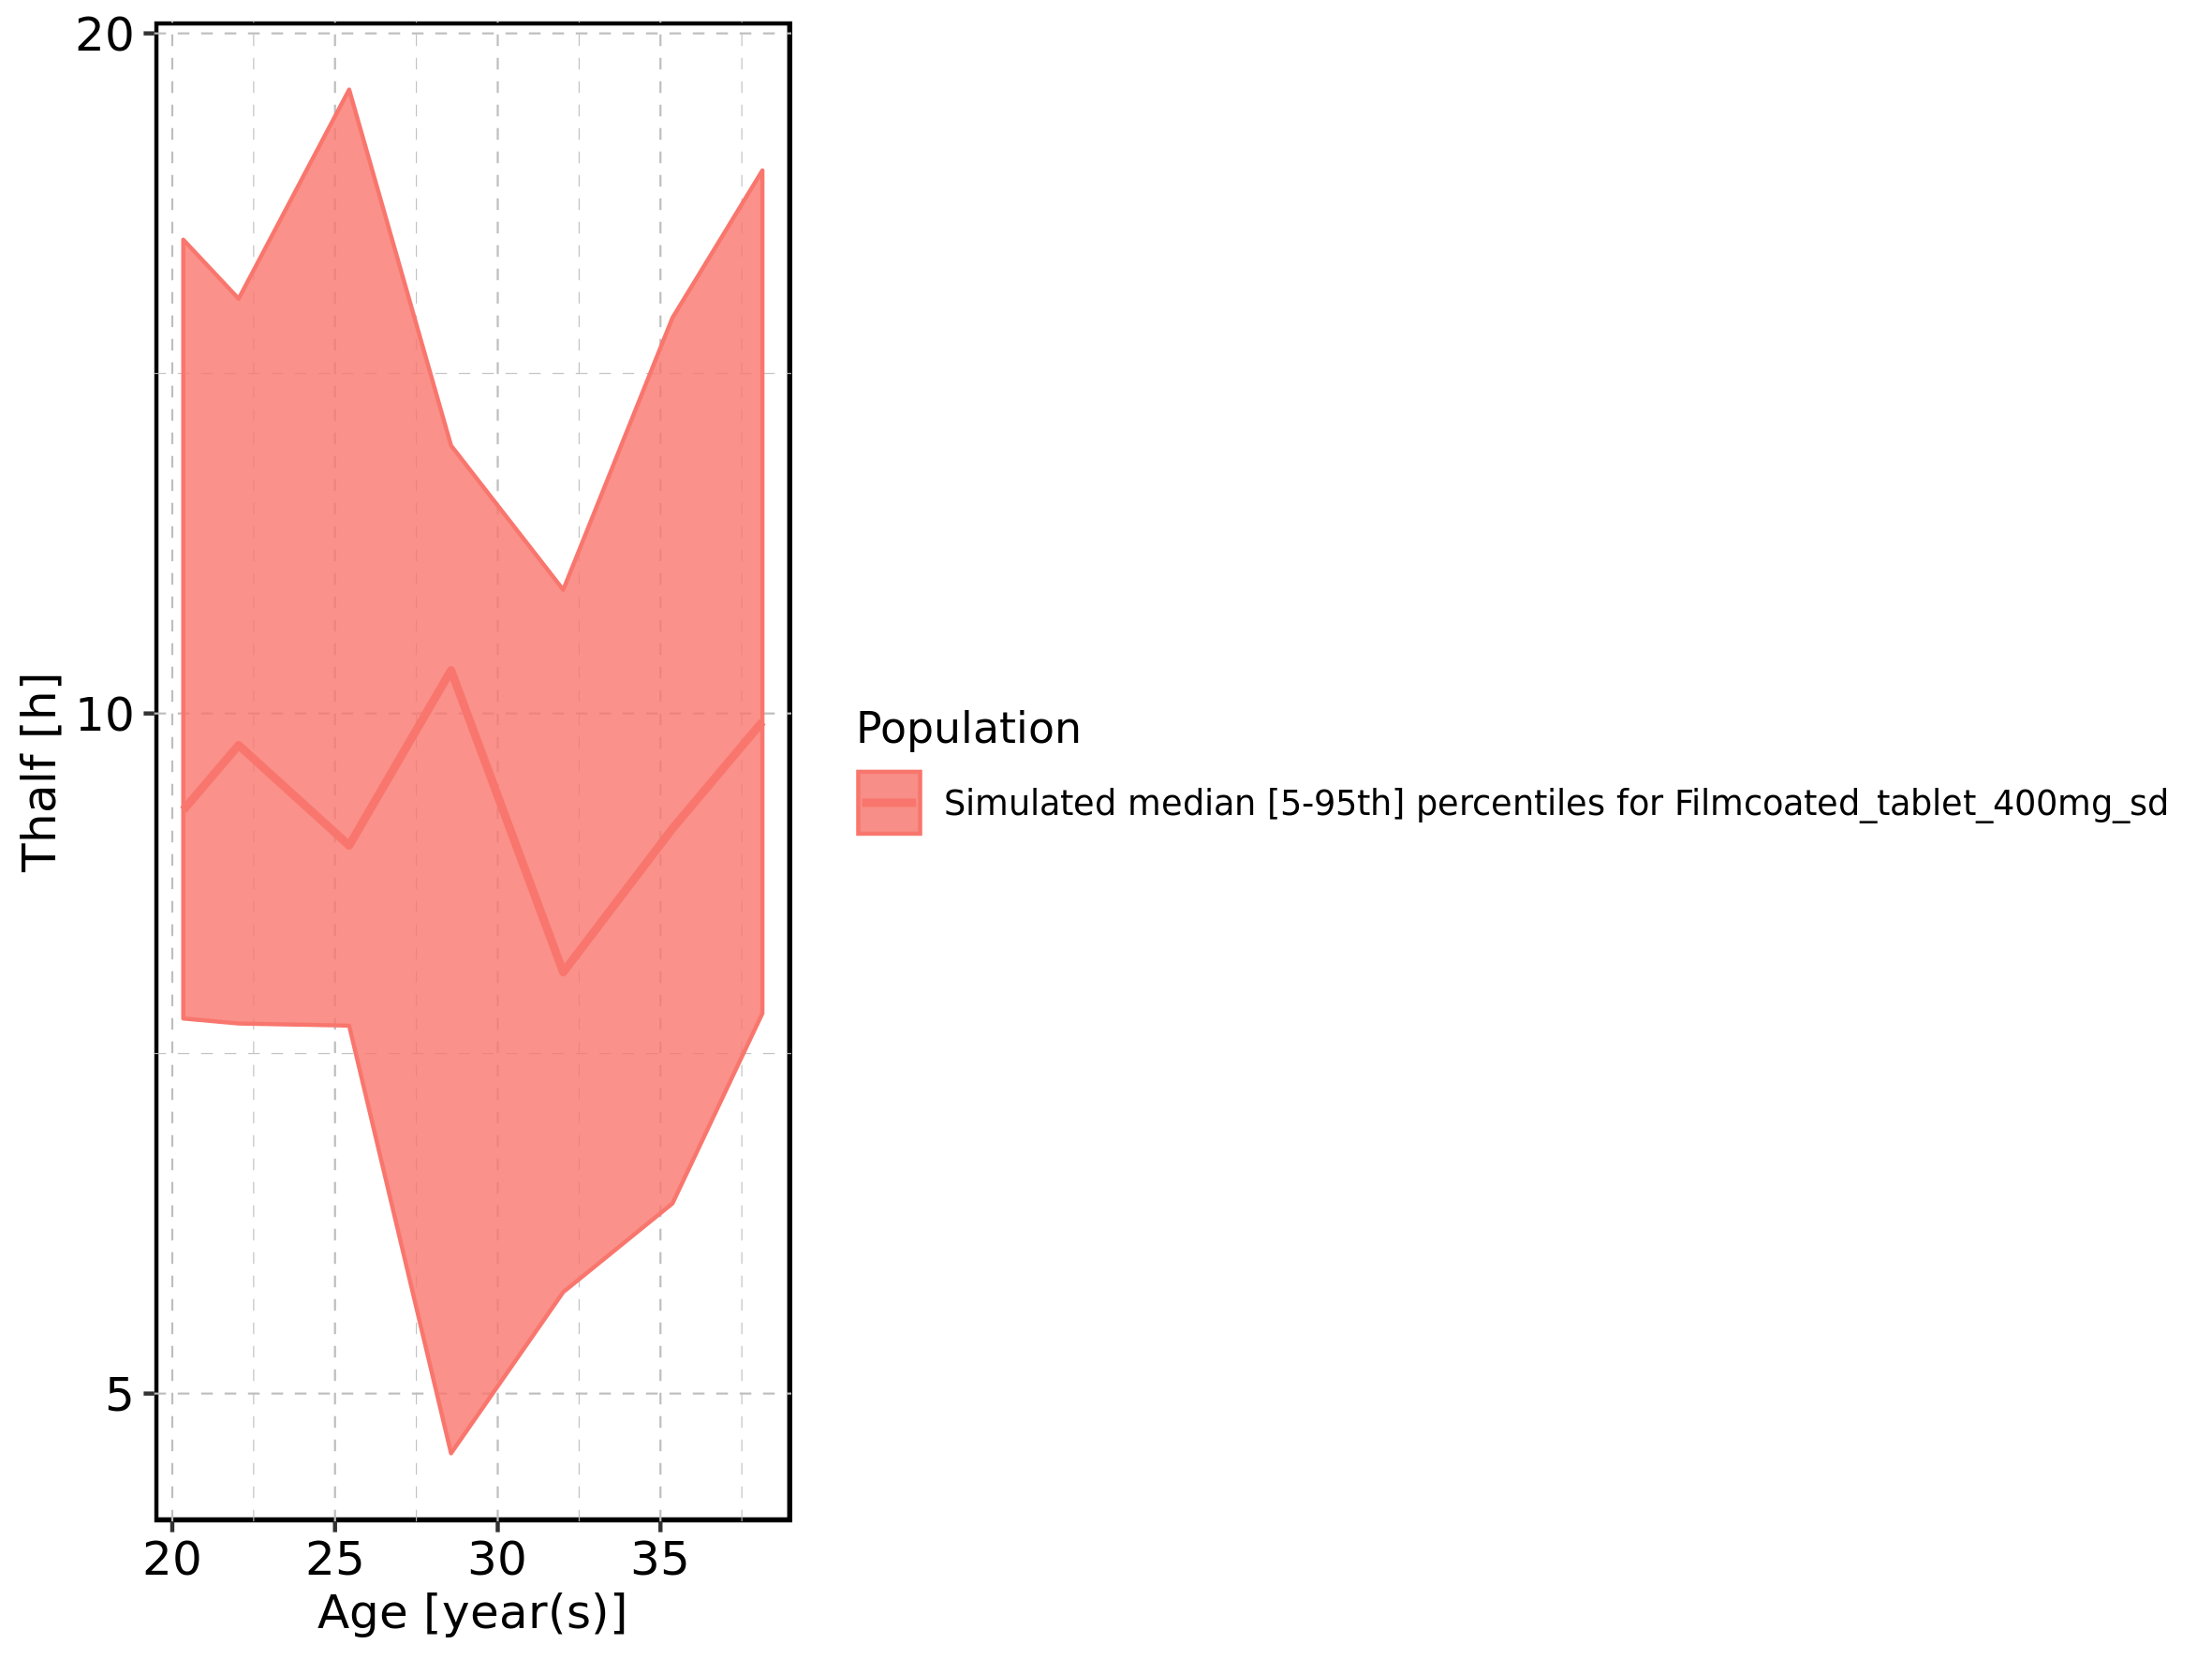 20
10
5
Thalf [h]
20 25 30 35
Age [year(s)]
Population
Simulated median [5-95th] percentiles for Filmcoated_tablet_400mg_sd